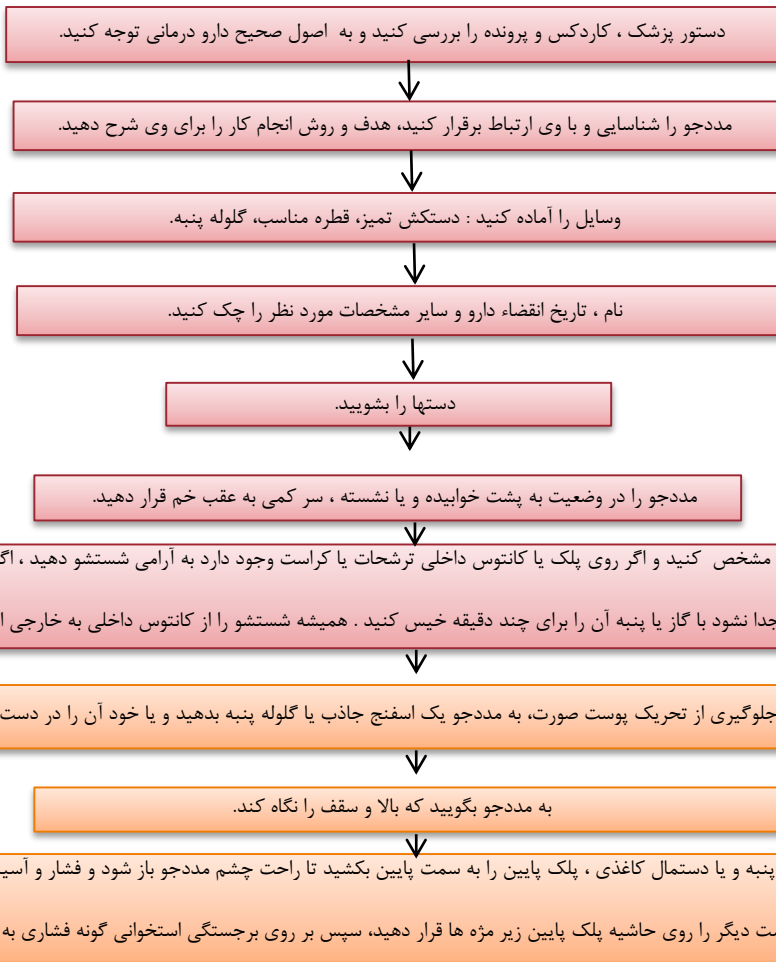 دستور پزشک ، کاردکس و پرونده را بررسی کنید و به اصول صحیح دارو درمانی توجه کنید.
مددجو را شناسایی و با وی ارتباط برقرار کنید، هدف و روش انجام کار را برای وی شرح دهید.
وسایل را آماده کنید : دستکش تمیز، قطره مناسب، گلوله پنبه.
نام ، تاریخ انقضاء دارو و سایر مشخصات مورد نظر را چک کنید.
دستها را بشویید.
مددجو را در وضعیت به پشت خوابیده و یا نشسته ، سر کمی به عقب خم قرار دهید.
مشخص کنید و اگر روی پلک یا کانتوس داخلی ترشحات یا کراست وجود دارد به آرامی شستشو دهید ،
جدا نشود با گاز یا پنبه آن را برای چند دقیقه خیس کنید . همیشه شستشو را از کانتوس داخلی به خارجی
جلوگیری از تحریک پوست صورت، به مددجو یک اسفنج جاذب یا گلوله پنبه بدهید و یا خود آن را در دست
به مددجو بگویید که بالا و سقف را نگاه کند.
پنبه و یا دستمال کاغذی ، پلک پایین را به سمت پایین بکشید تا راحت چشم مددجو باز شود و فشار و
دیگر را روی حاشیه پلک پایین زیر مژه ها قرار دهید، سپس بر روی برجستگی استخوانی گونه فشاری به